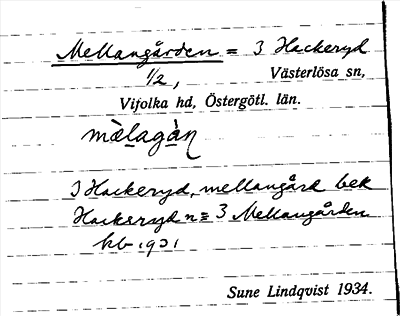 Mellangården = 3 Hackeryd
1/2, Västerlösa sn,
Vifolka hd, Östergötl. län.
mèlagàn
3 Hackeryd, mellangård bek
Hackeryd n = 3 Mellangården
kb 1931
Sune Lindqvist 1934.